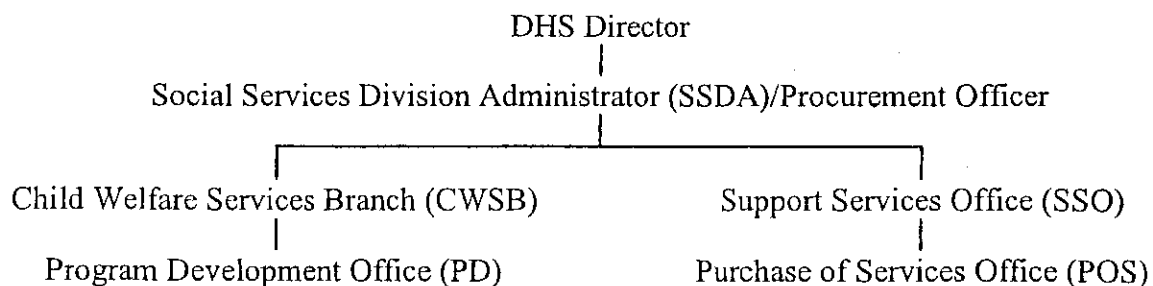 DHS Director
Social Services Division Administrator (SSDA)/Procurement Officer
Child Welfare Services Branch (CWSB) Support Services Office (SSO)
Program Development Office (PD) Purchase of Services Office (POS)